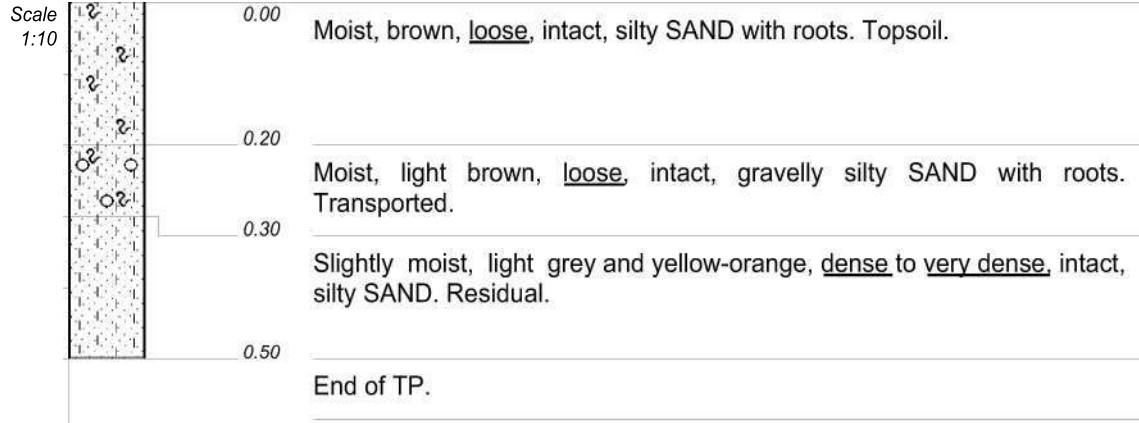 Scale
1:10
0.00
Moist, brown, loose, intact, silty SAND with roots. Topsoil.
0.20
Moist, light brown, loose, intact, gravelly silty SAND with roots.
Transported.
0.30
Slightly moist, light grey and yellow-orange, dense to very dense, intact,
silty SAND. Residual.
0.50
End of TP.